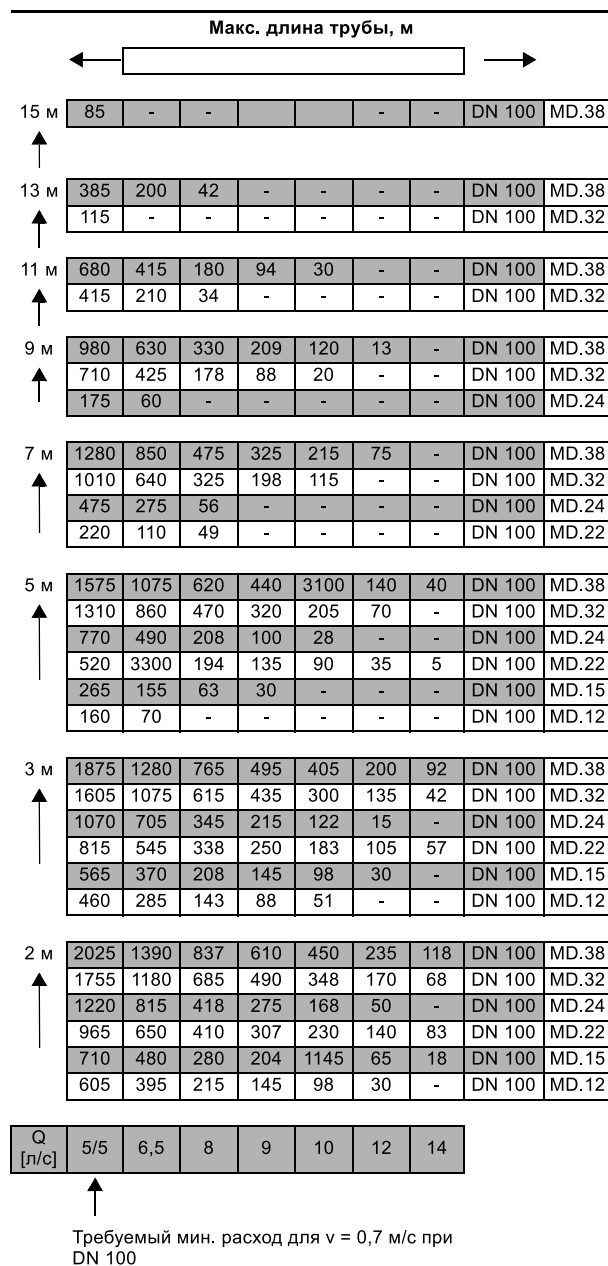 Макс. длина трубы, м
15 м 85 - - - - DN 100 MD.38
13 м 385 200 42 - - - - DN 100 MD.38
115 - - - - - - DN 100 MD.32
11 м 680 415 180 94 30 - - DN 100 MD.38
415 210 34 - - - - DN 100 MD.32
9 м 980 630 330 209 120 13 - DN 100 MD.38
710 425 178 88 20 - - DN 100 MD.32
175 60 - - - - - DN 100 MD.24
7 м 1280 850 475 325 215 75 - DN 100 MD.38
1010 640 325 198 115 - - DN 100 MD.32
475 275 56 - - - - DN 100 MD.24
220 110 49 - - - - DN 100 MD.22
5 м 1575 1075 620 440 3100 140 40 DN 100 MD.38
1310 860 470 320 205 70 - DN 100 MD.32
770 490 208 100 28 - - DN 100 MD.24
520 3300 194 135 90 35 5 DN 100 MD.22
265 155 63 30 - - - DN 100 MD.15
160 70 - - - - - DN 100 MD.12
3 м 1875 1280 765 495 405 200 92 DN 100 MD.38
1605 1075 615 435 300 135 42 DN 100 MD.32
1070 705 345 215 122 15 - DN 100 MD.24
815 545 338 250 183 105 57 DN 100 MD.22
565 370 208 145 98 30 - DN 100 MD.15
460 285 143 88 51 - - DN 100 MD.12
2 м 2025 1390 837 610 450 235 118 DN 100 MD.38
1755 1180 685 490 348 170 68 DN 100 MD.32
1220 815 418 275 168 50 - DN 100 MD.24
965 650 410 307 230 140 83 DN 100 MD.22
710 480 280 204 1145 65 18 DN 100 MD.15
605 395 215 145 98 30 - DN 100 MD.12
Q [л/с] 5/5 6,5 8 9 10 12 14
Требуемый мин. расход для v = 0,7 м/с при
DN 100